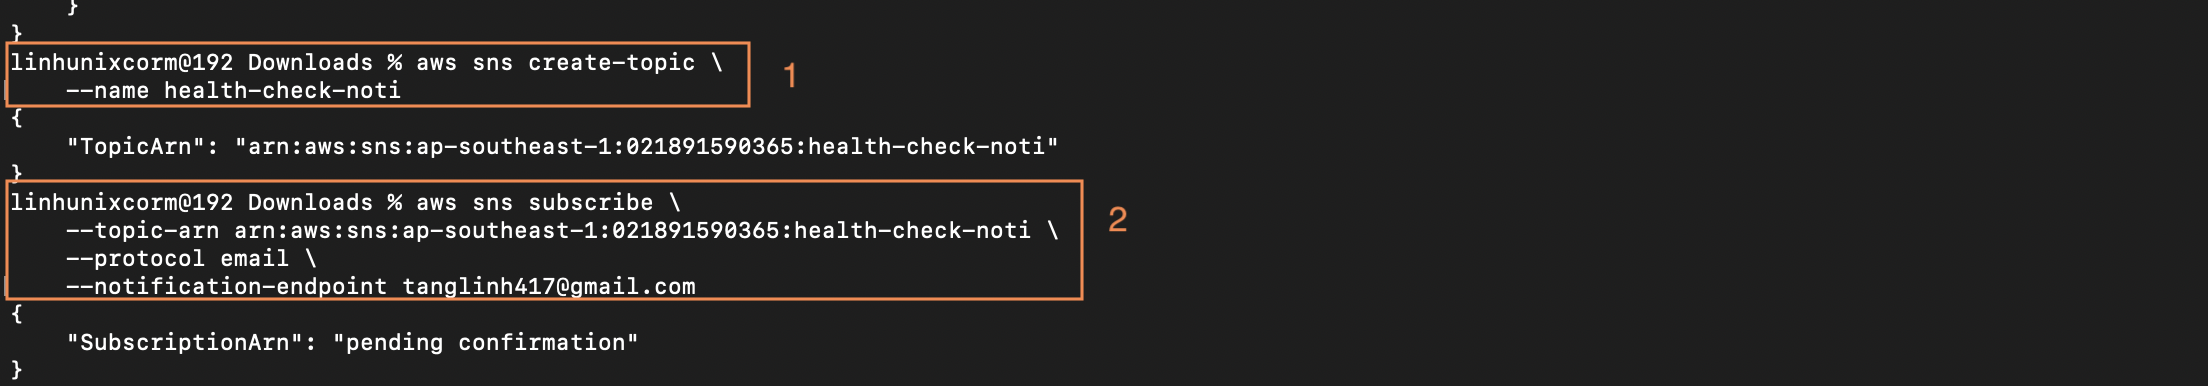 }
}
linhunixcorm@192 Downloads % aws sns create-topic \
--name health-check-noti
1
{
"TopicArn": "arn:aws:sns:ap-southeast-1:021891590365:health-check-noti"
}
linhunixcorm@192 Downloads % aws sns subscribe \
--topic-arn arn:aws:sns:ap-southeast-1:021891590365:health-check-noti \
--protocol email \
--notification-endpoint tanglinh417@gmail.com
2
{
"SubscriptionArn": "pending confirmation"
}